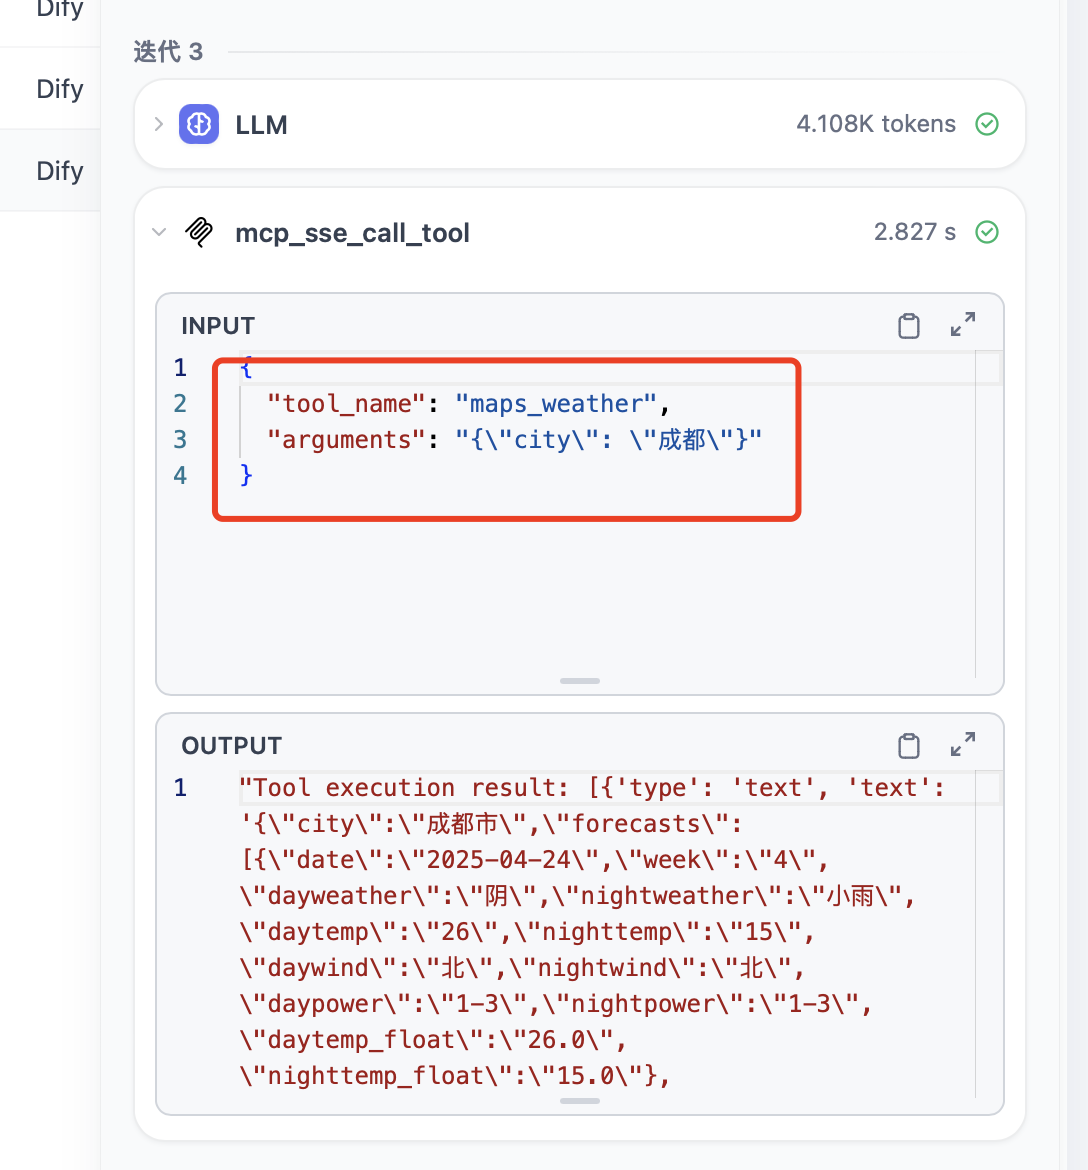 Dify
迭代 3
Dify
LLM
4.108K tokens
Dify
mcp_sse_call_tool
2.827 s
INPUT
1 {
2 "tool_name": "maps_weather",
3 "arguments": "{\"city\": \"成都\"}"
4 }
OUTPUT
1 "Tool execution result: [{'type': 'text', 'text':
'{\"city\":\"成都市\",\"forecasts\":
[{\"date\":\"2025-04-24\",\"week\":\"4\",
\"dayweather\":\"阴\",\"nightweather\":\"小雨\",
\"daytemp\":\"26\",\"nighttemp\":\"15\",
\"daywind\":\"北\",\"nightwind\":\"北\",
\"daypower\":\"1-3\",\"nightpower\":\"1-3\",
\"daytemp_float\":\"26.0\",
\"nighttemp_float\":\"15.0\"},